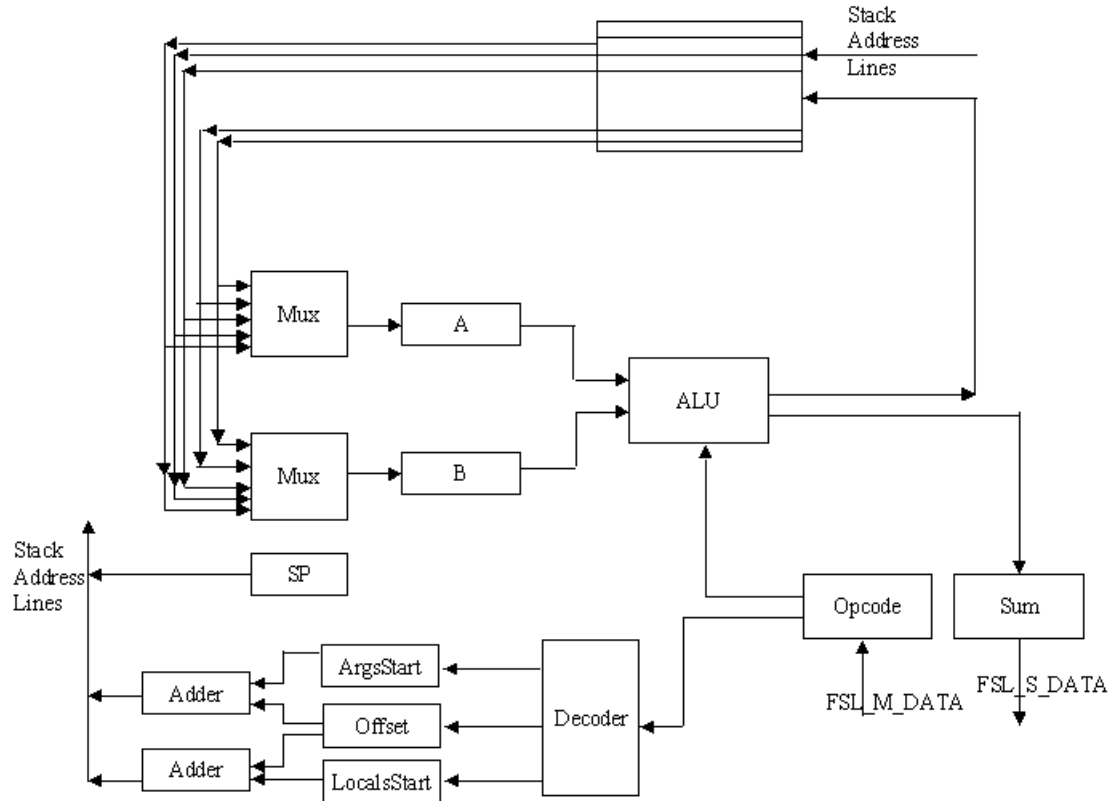 Stack
Address
Lines
Mux
A
ALU
Mux
B
Stack
Address
Lines
SP
Opcode
Sum
ArgsStart
Adder
Offset
Decoder
FSL_M_DATA
FSL_S_DATA
Adder
LocalsStart